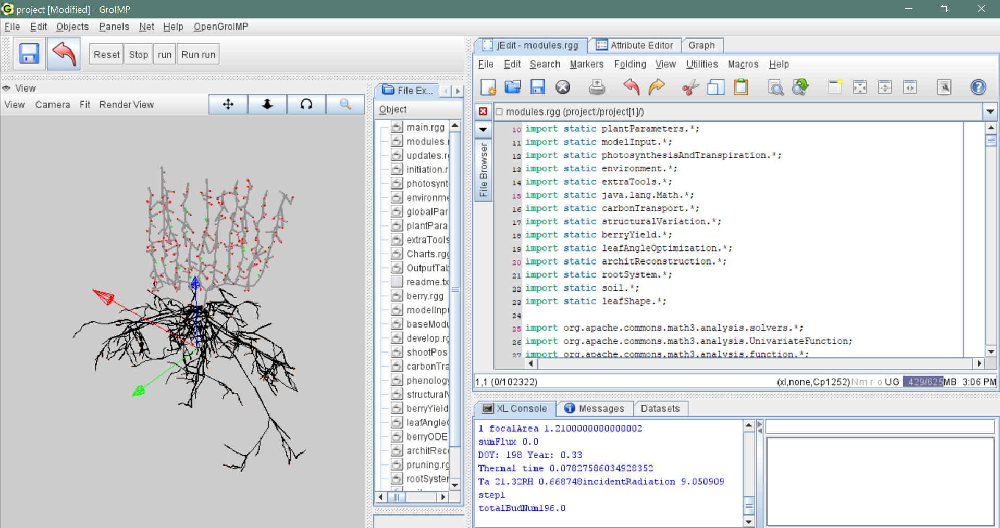 project [Modified] - GroIMP
File Edit Objects Panels Net Help OpenGroIMP
Reset Stop run Run run
View
View Camera Fit Render View
File Ex...
Object
main.rgg
modules.r
updates.r
initiation.r
photosynt
environme
globalPar
plantPara
extraTools
Charts.rgg
OutputTab
readme.tx
berry.rgg
modelInpu
baseModu
develop.rg
shootPos
carbonTra
phenology
structuralV
berryYield
leafAngleO
berryODE
architReco
pruning.rg
rootSyster
jEdit - modules.rgg Attribute Editor Graph
File Edit Search Markers Folding View Utilities Macros Help
modules.rgg (project:/project[1]/)
File Browser
10 import static plantParameters.*;
11 import static modelInput.*;
12 import static photosynthesisAndTranspiration.*;
13 import static environment.*;
14 import static extraTools.*;
15 import static java.lang.Math.*;
16 import static carbonTransport.*;
17 import static structuralVariation.*;
18 import static berryYield.*;
19 import static leafAngleOptimization.*;
20 import static architReconstruction.*;
21 import static rootSystem.*;
22 import static soil.*;
23 import static leafShape.*;
24
25 import org.apache.commons.math3.analysis.solvers.*;
26 import org.apache.commons.math3.analysis.UnivariateFunction;
27 import org.apache.commons.math3.analysis.function.*;
1,1 (0/102322) (xl,none,Cp1252) N m r o UG 429/625MB 3:06 PM
XL Console Messages Datasets
1 focalArea 1.2100000000000002
sumFlux 0.0
DOY: 198 Year: 0.33
Thermal time 0.07827586034928352
Ta 21.32RH 0.668748incidentRadiation 9.050909
step1
totalBudNum196.0